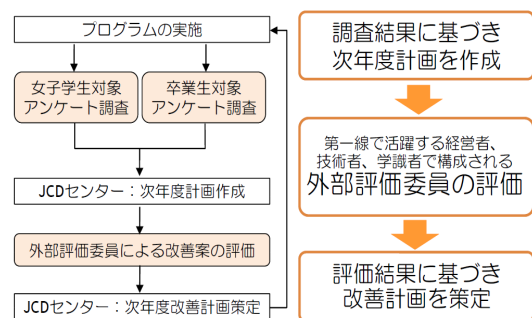 プログラムの実施
女子学生対象
アンケート調査
卒業生対象
アンケート調査
JCDセンター：次年度計画作成
外部評価委員による改善案の評価
JCDセンター：次年度改善計画策定
調査結果に基づき
次年度計画を作成
第一線で活躍する経営者、
技術者、学識者で構成される
外部評価委員の評価
評価結果に基づき
改善計画を策定